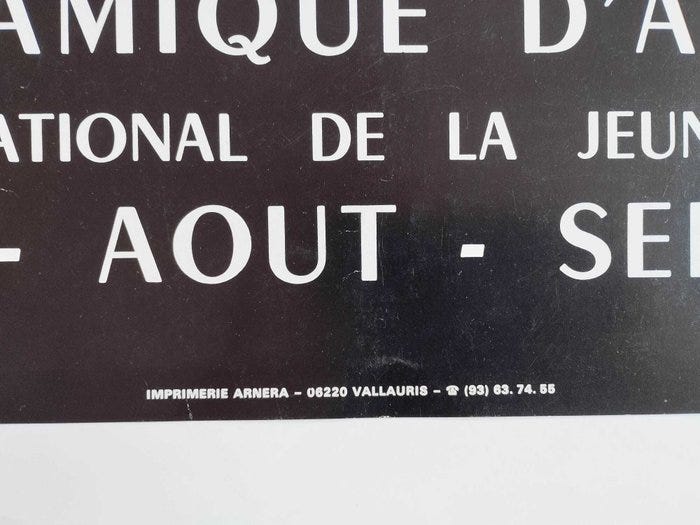 AMIQUE D'A
ATIONAL DE LA JEUN
- AOUT - SE
IMPRIMERIE ARNERA – 06220 VALLAURIS – ☎ (93) 63. 74. 55